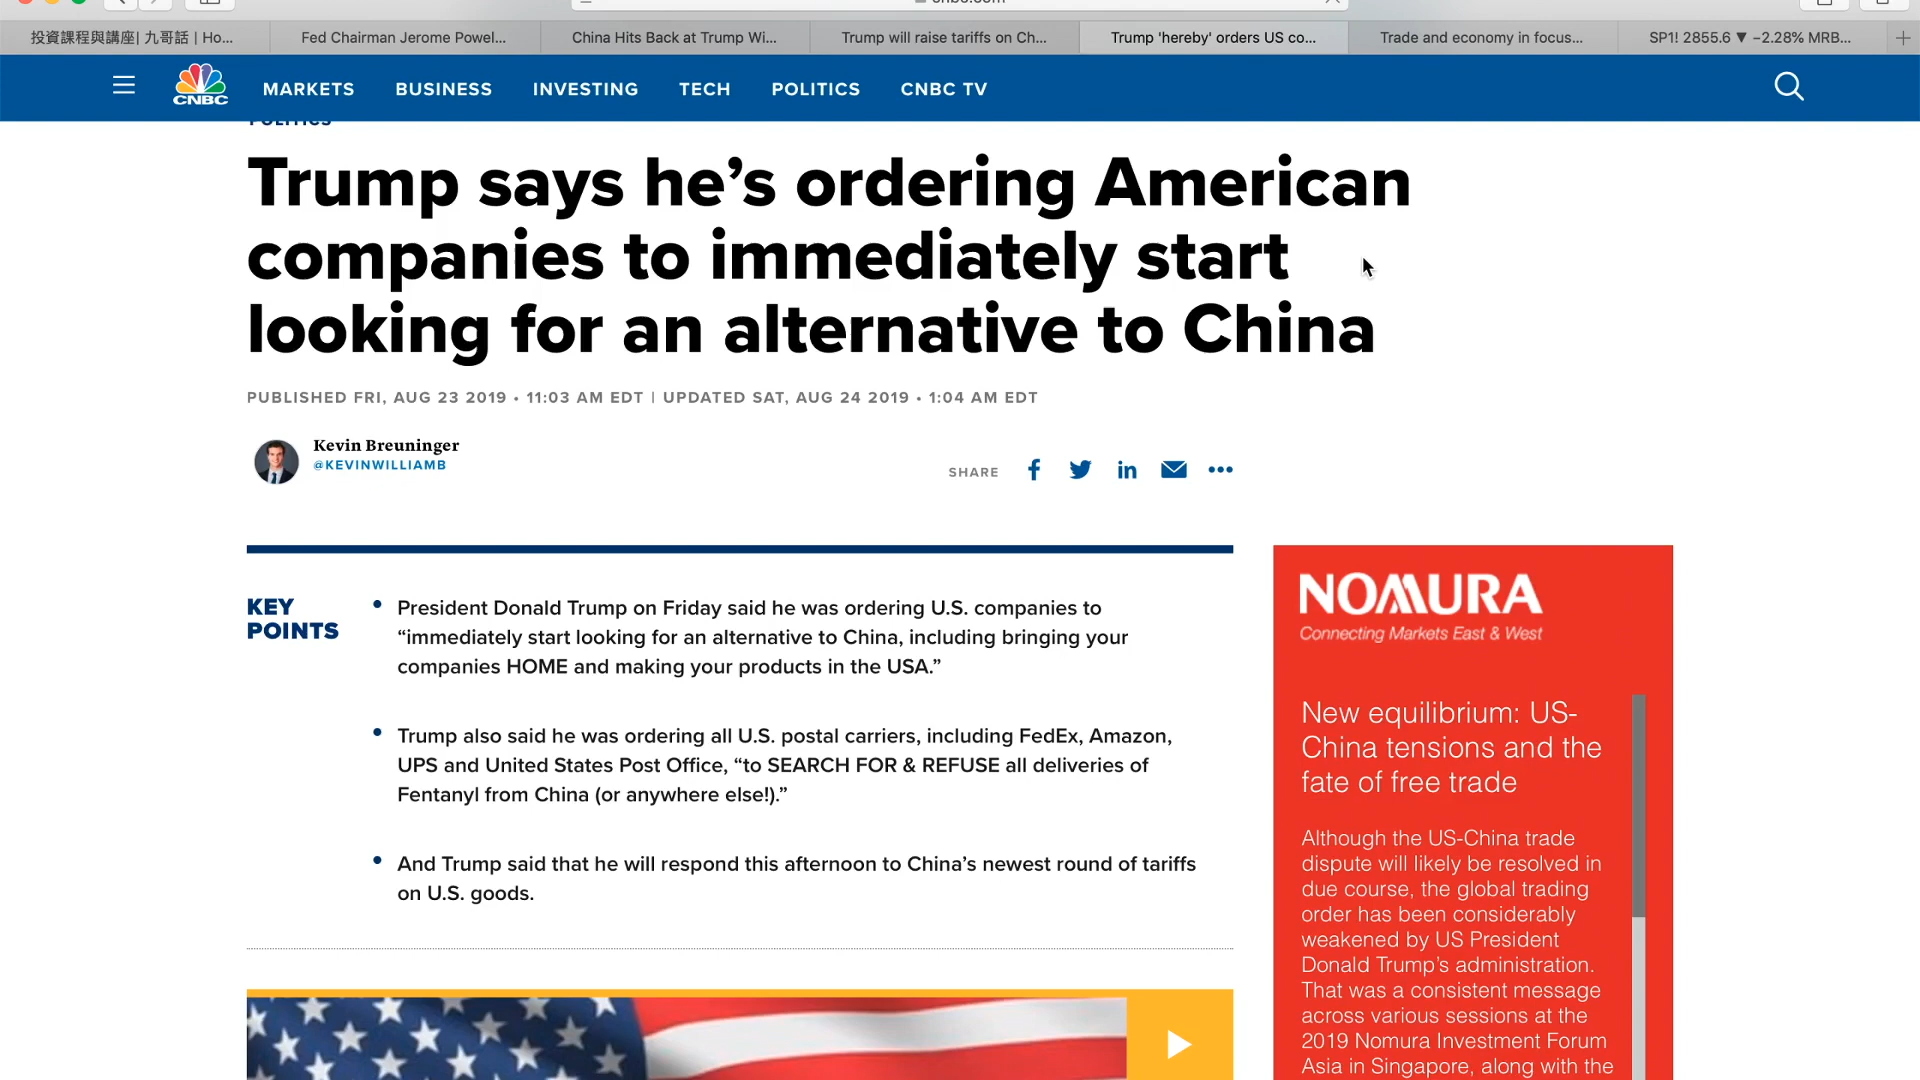 投資課程與講座| 九哥話 | Ho...
Fed Chairman Jerome Powel...
China Hits Back at Trump Wi...
Trump will raise tariffs on Ch...
Trump 'hereby' orders US co...
Trade and economy in focus...
SP1! 2855.6 ▼ −2.28% MRB...
CNBC
MARKETS
BUSINESS
INVESTING
TECH
POLITICS
CNBC TV
POLITICS
Trump says he’s ordering American
companies to immediately start
looking for an alternative to China
PUBLISHED FRI, AUG 23 2019 • 11:03 AM EDT | UPDATED SAT, AUG 24 2019 • 1:04 AM EDT
Kevin Breuninger
@KEVINWILLIAMB
SHARE
KEY
POINTS
• President Donald Trump on Friday said he was ordering U.S. companies to
“immediately start looking for an alternative to China, including bringing your
companies HOME and making your products in the USA.”
• Trump also said he was ordering all U.S. postal carriers, including FedEx, Amazon,
UPS and United States Post Office, “to SEARCH FOR & REFUSE all deliveries of
Fentanyl from China (or anywhere else!).”
• And Trump said that he will respond this afternoon to China’s newest round of tariffs
on U.S. goods.
NOMURA
Connecting Markets East & West
New equilibrium: US-
China tensions and the
fate of free trade
Although the US-China trade
dispute will likely be resolved in
due course, the global trading
order has been considerably
weakened by US President
Donald Trump’s administration.
That was a consistent message
across various sessions at the
2019 Nomura Investment Forum
Asia in Singapore, along with the